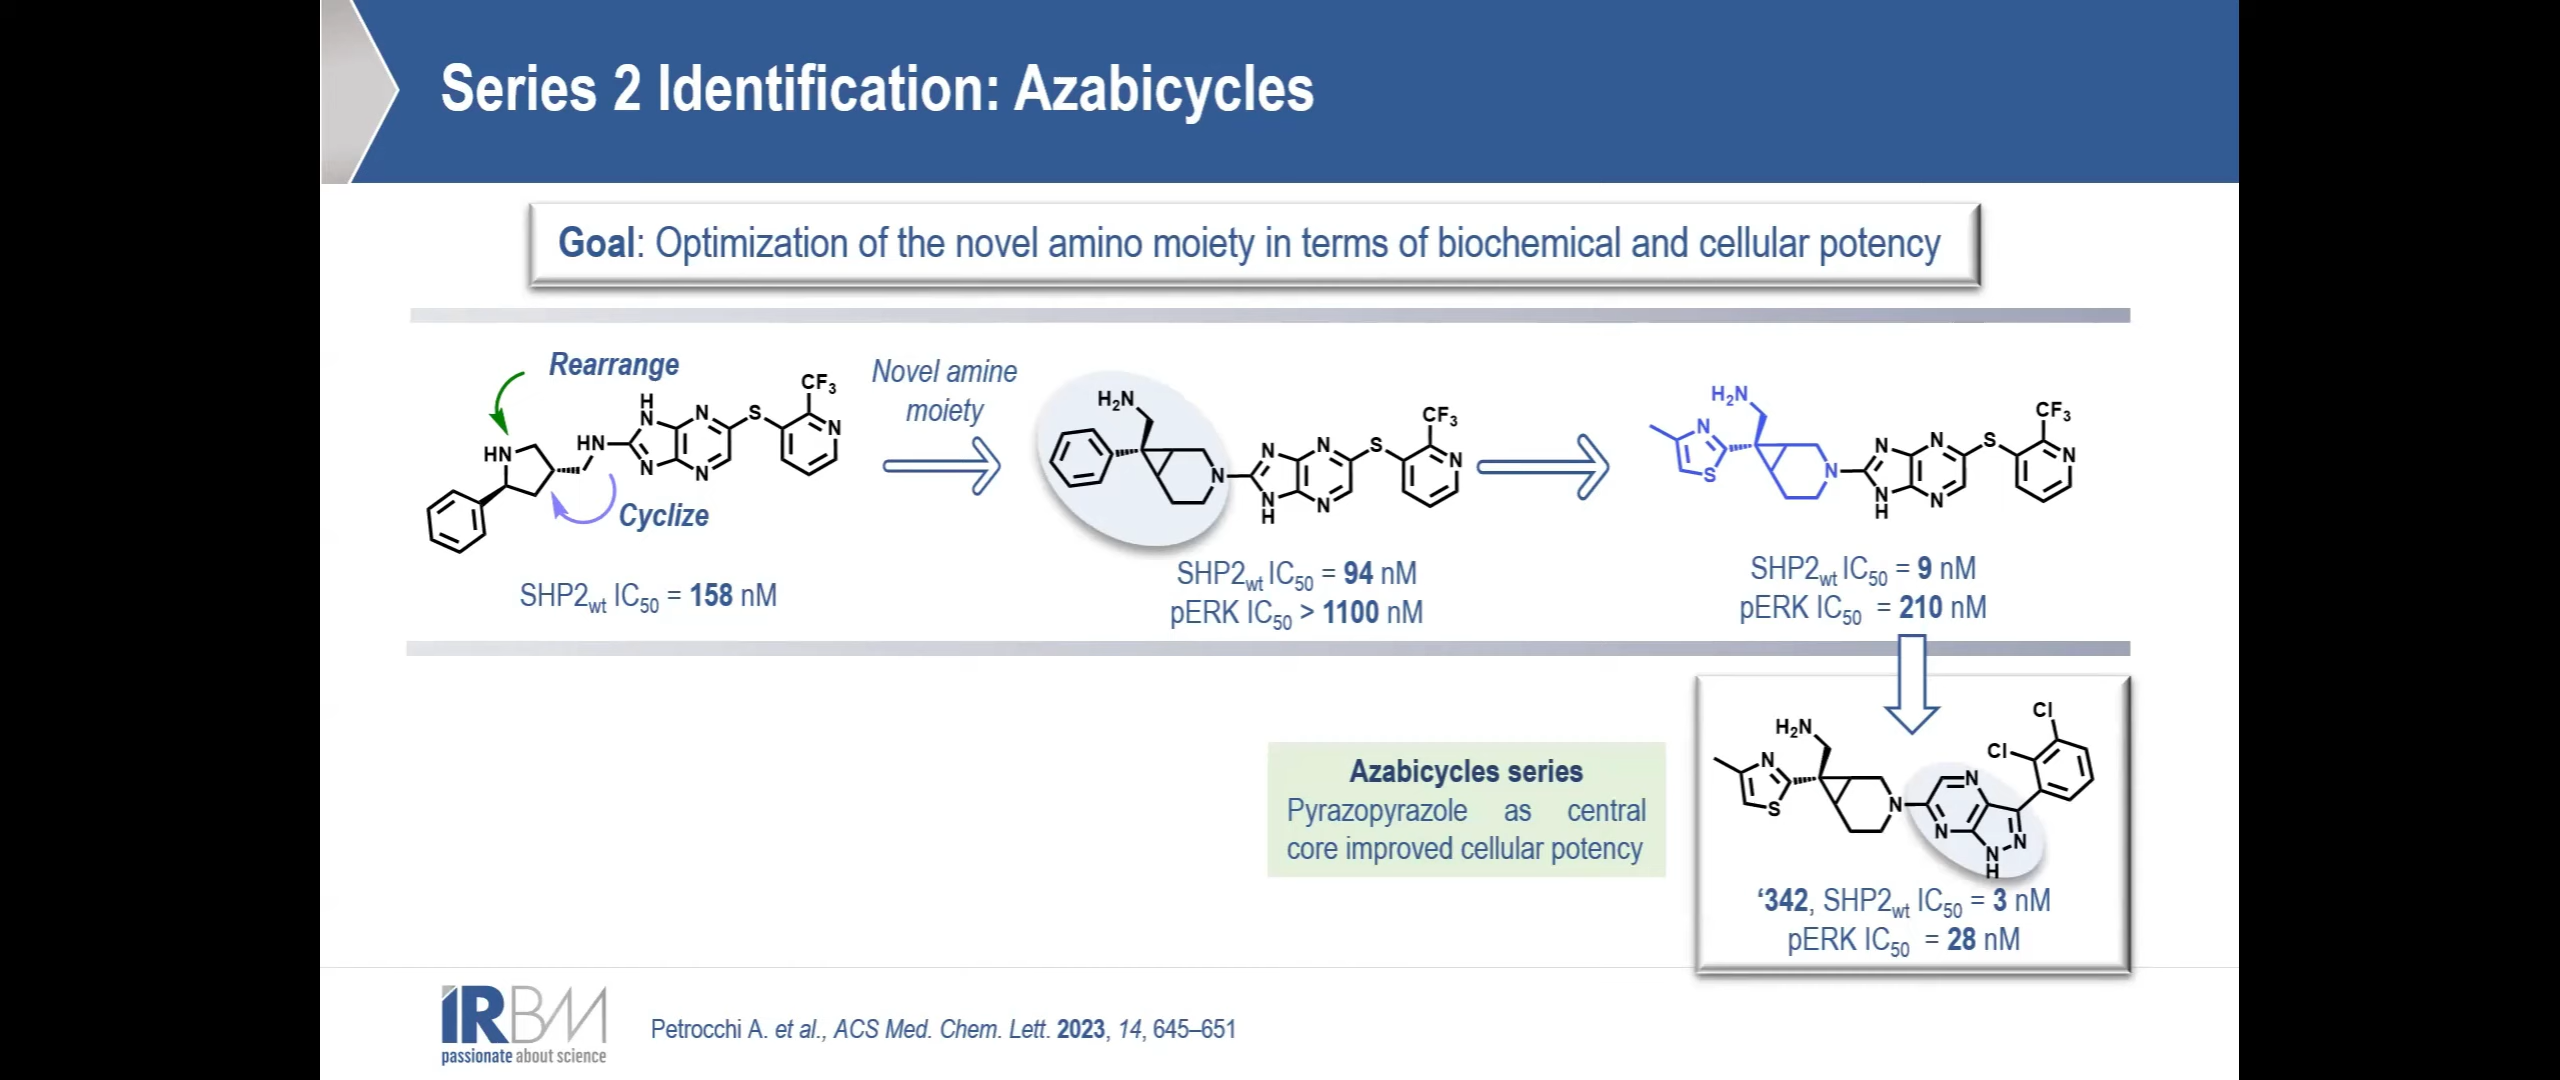 Series 2 Identification: Azabicycles
Goal: Optimization of the novel amino moiety in terms of biochemical and cellular potency
Rearrange
Cyclize
HN
HN
H
N
N
N
N
S
CF3
N
SHP2wt IC50 = 158 nM
Novel amine
moiety
H2N
N
N
N
H
N
N
S
CF3
N
SHP2wt IC50 = 94 nM
pERK IC50 > 1100 nM
H2N
N
S
N
N
N
H
N
N
S
CF3
N
SHP2wt IC50 = 9 nM
pERK IC50 = 210 nM
Azabicycles series
Pyrazopyrazole as central
core improved cellular potency
H2N
N
S
N
N
N
N
N
H
Cl
Cl
‘342, SHP2wt IC50 = 3 nM
pERK IC50 = 28 nM
IRBM
passionate about science
Petrocchi A. et al., ACS Med. Chem. Lett. 2023, 14, 645–651